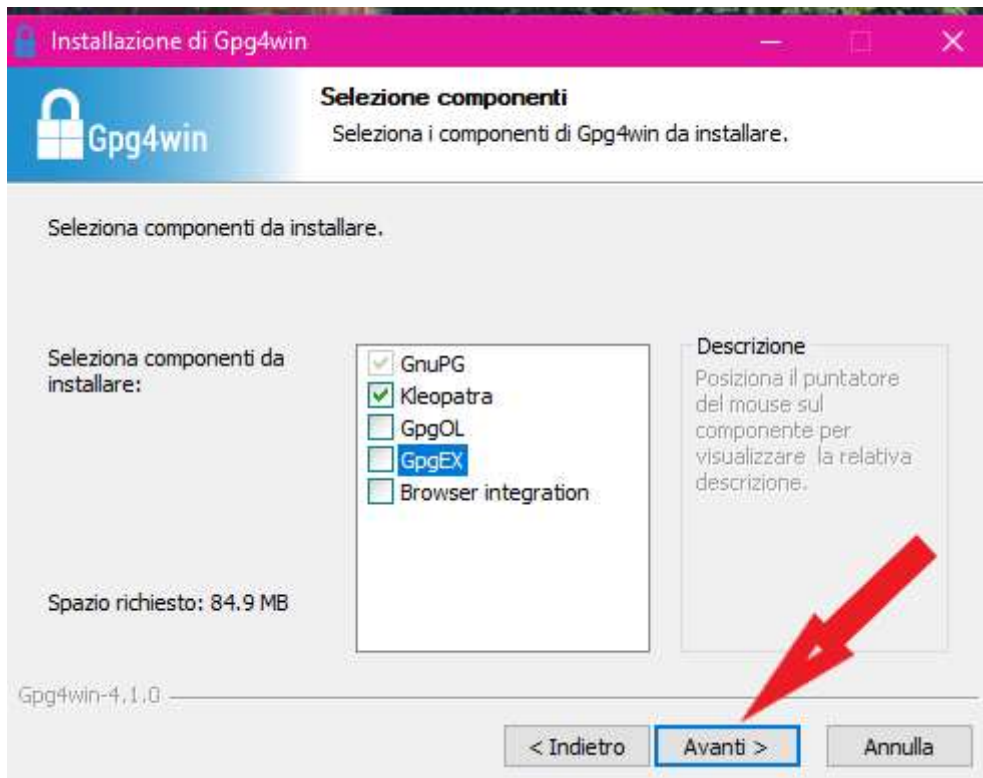 Installazione di Gpg4win
Gpg4win
Selezione componenti
Seleziona i componenti di Gpg4win da installare.
Seleziona componenti da installare.
Seleziona componenti da
installare:
GnuPG
Kleopatra
GpgOL
GpgEX
Browser integration
Descrizione
Posiziona il puntatore
del mouse sul
componente per
visualizzare la relativa
descrizione.
Spazio richiesto: 84.9 MB
Gpg4win-4.1.0
< Indietro
Avanti >
Annulla